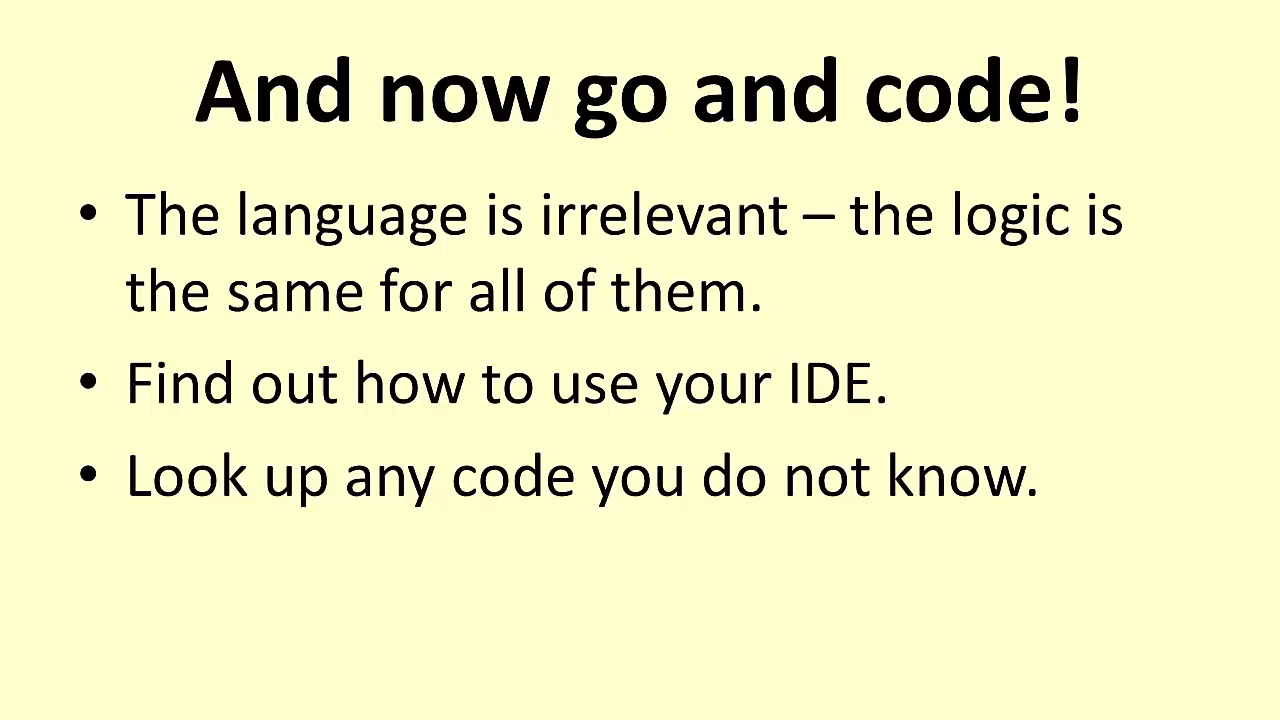 And now go and code!
• The language is irrelevant – the logic is
the same for all of them.
• Find out how to use your IDE.
• Look up any code you do not know.